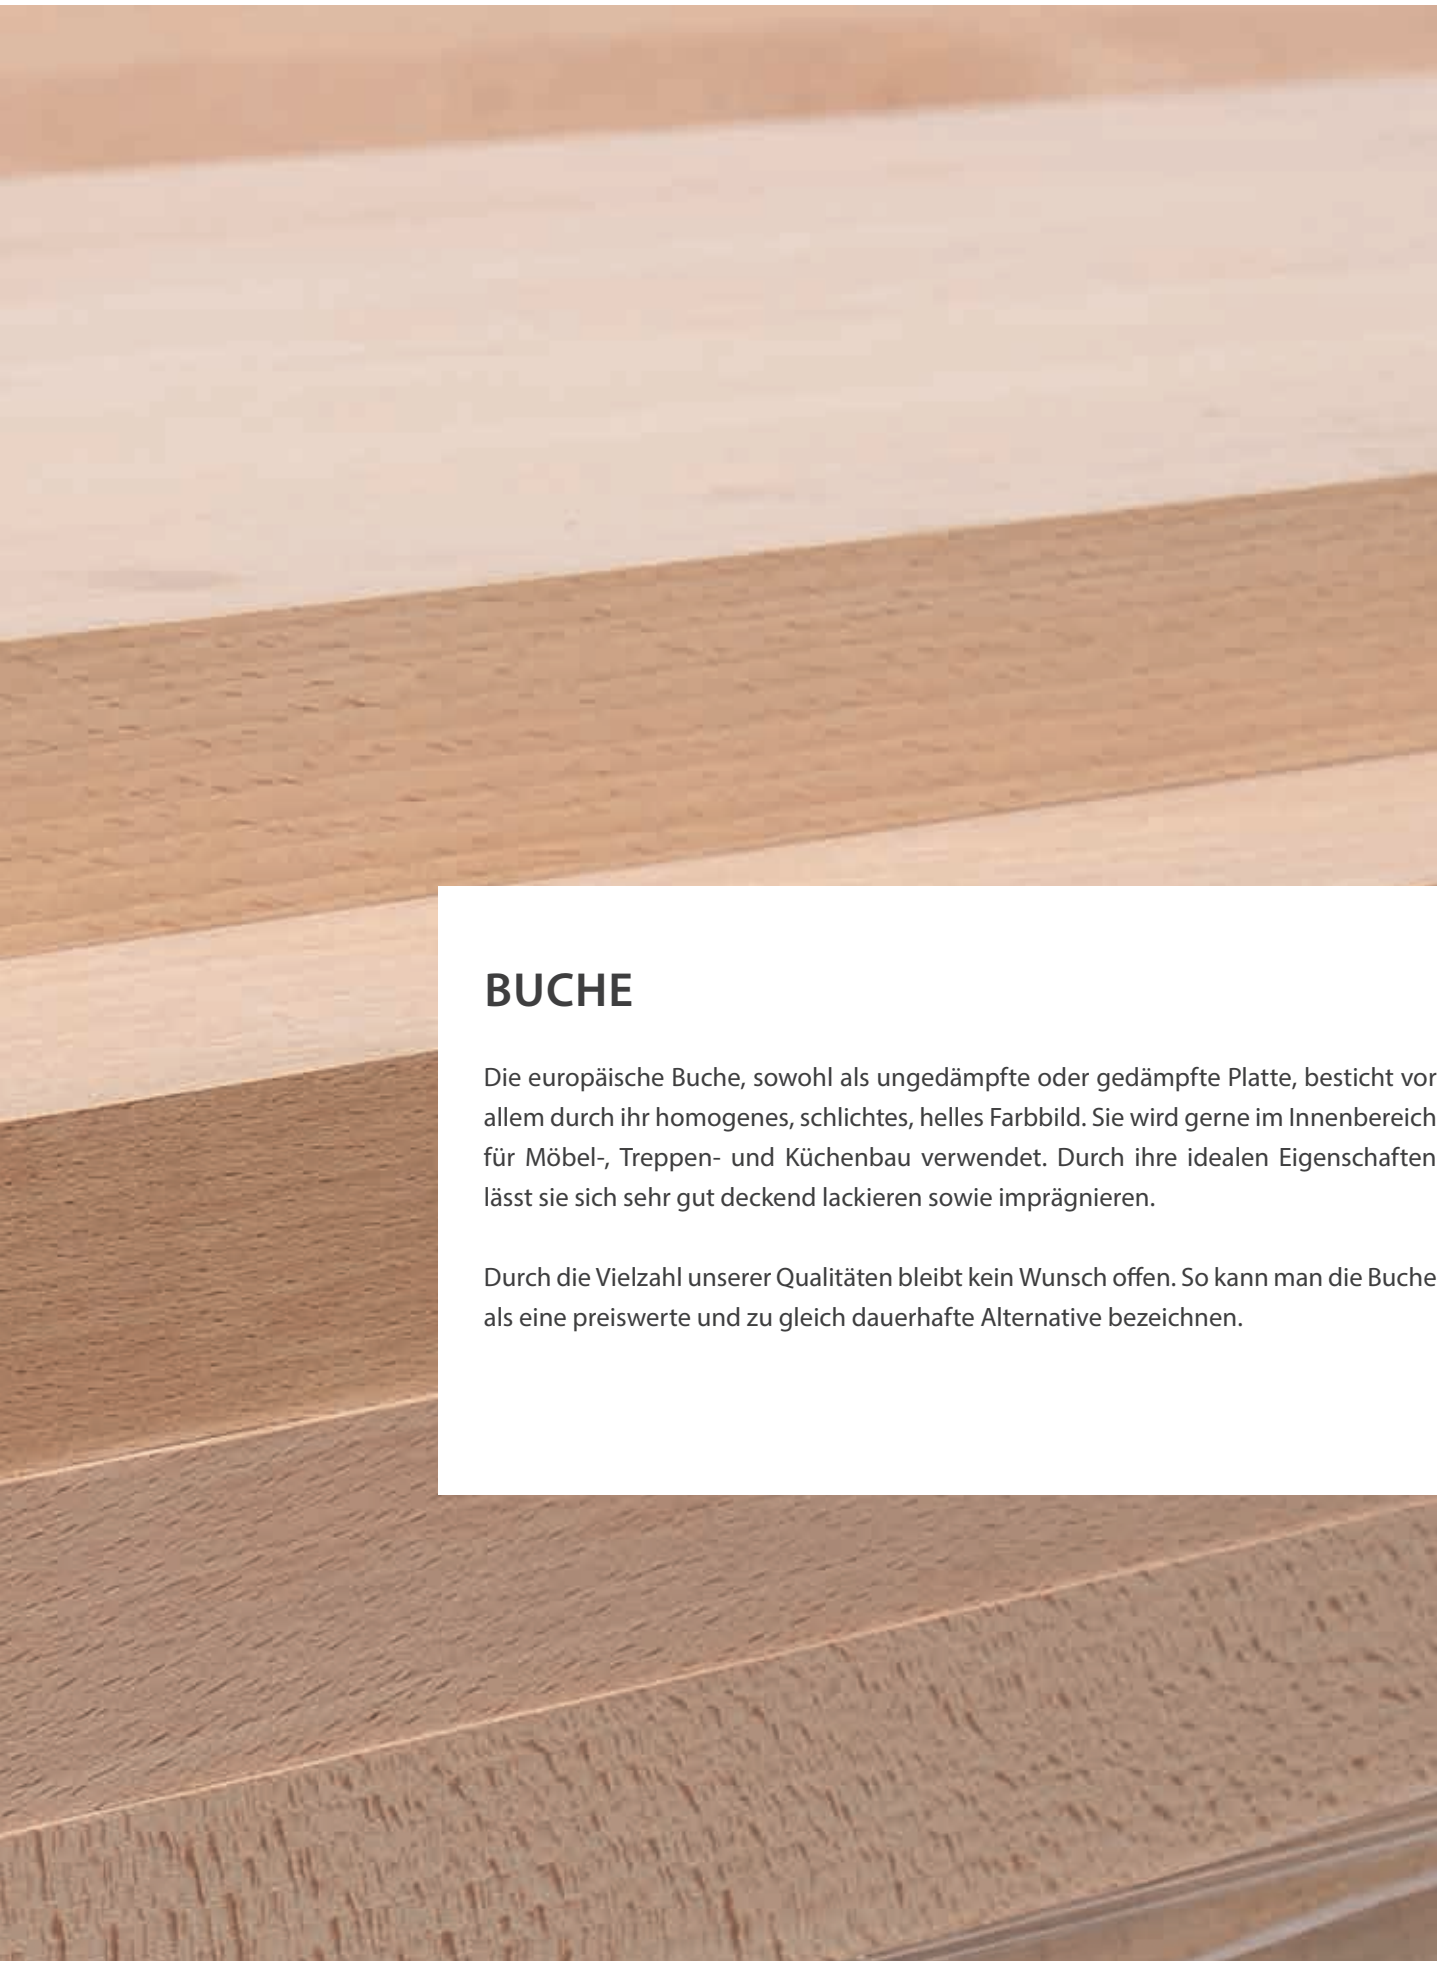 BUCHE
Die europäische Buche, sowohl als ungedämpfte oder gedämpfte Platte, besticht vor
allem durch ihr homogenes, schlichtes, helles Farbbild. Sie wird gerne im Innenbereich
für Möbel-, Treppen- und Küchenbau verwendet. Durch ihre idealen Eigenschaften
lässt sie sich sehr gut deckend lackieren sowie imprägnieren.
Durch die Vielzahl unserer Qualitäten bleibt kein Wunsch offen. So kann man die Buche
als eine preiswerte und zu gleich dauerhafte Alternative bezeichnen.